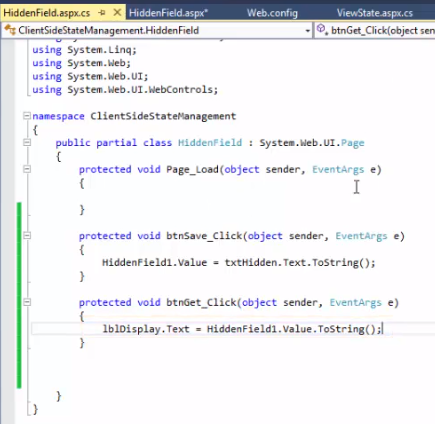 HiddenField.aspx.cs HiddenField.aspx* Web.config ViewState.aspx.cs
ClientSideStateManagement.HiddenField btnGet_Click(object sen
using System.Linq;
using System.Web;
using System.Web.UI;
using System.Web.UI.WebControls;
namespace ClientSideStateManagement
{
public partial class HiddenField : System.Web.UI.Page
{
protected void Page_Load(object sender, EventArgs e)
{
}
protected void btnSave_Click(object sender, EventArgs e)
{
HiddenField1.Value = txtHidden.Text.ToString();
}
protected void btnGet_Click(object sender, EventArgs e)
{
lblDisplay.Text = HiddenField1.Value.ToString();
}
}
}